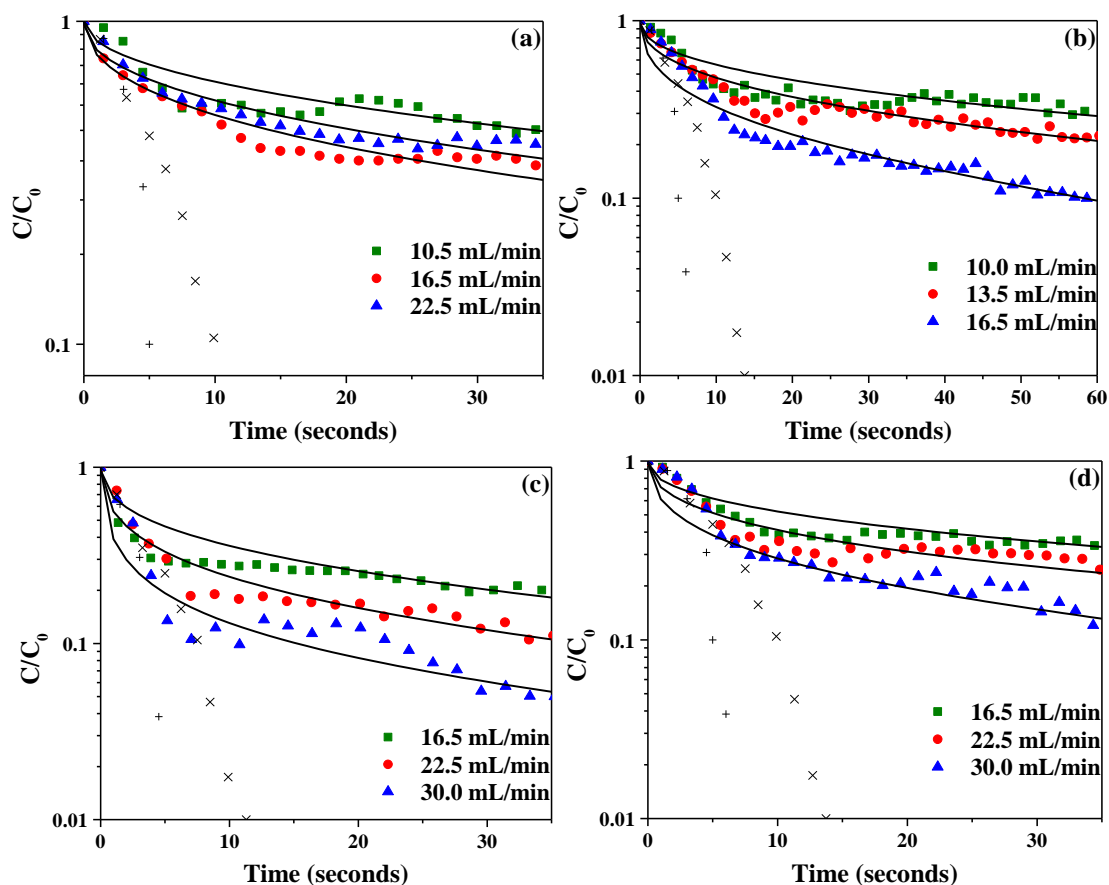 1
(a)
C/C0
10.5 mL/min
16.5 mL/min
22.5 mL/min
0.1
0 10 20 30
Time (seconds)
1
(b)
C/C0
0.1
10.0 mL/min
13.5 mL/min
16.5 mL/min
0.01
0 10 20 30 40 50 60
Time (seconds)
1
(c)
C/C0
0.1
16.5 mL/min
22.5 mL/min
30.0 mL/min
0.01
0 10 20 30
Time (seconds)
1
(d)
C/C0
0.1
16.5 mL/min
22.5 mL/min
30.0 mL/min
0.01
0 10 20 30
Time (seconds)